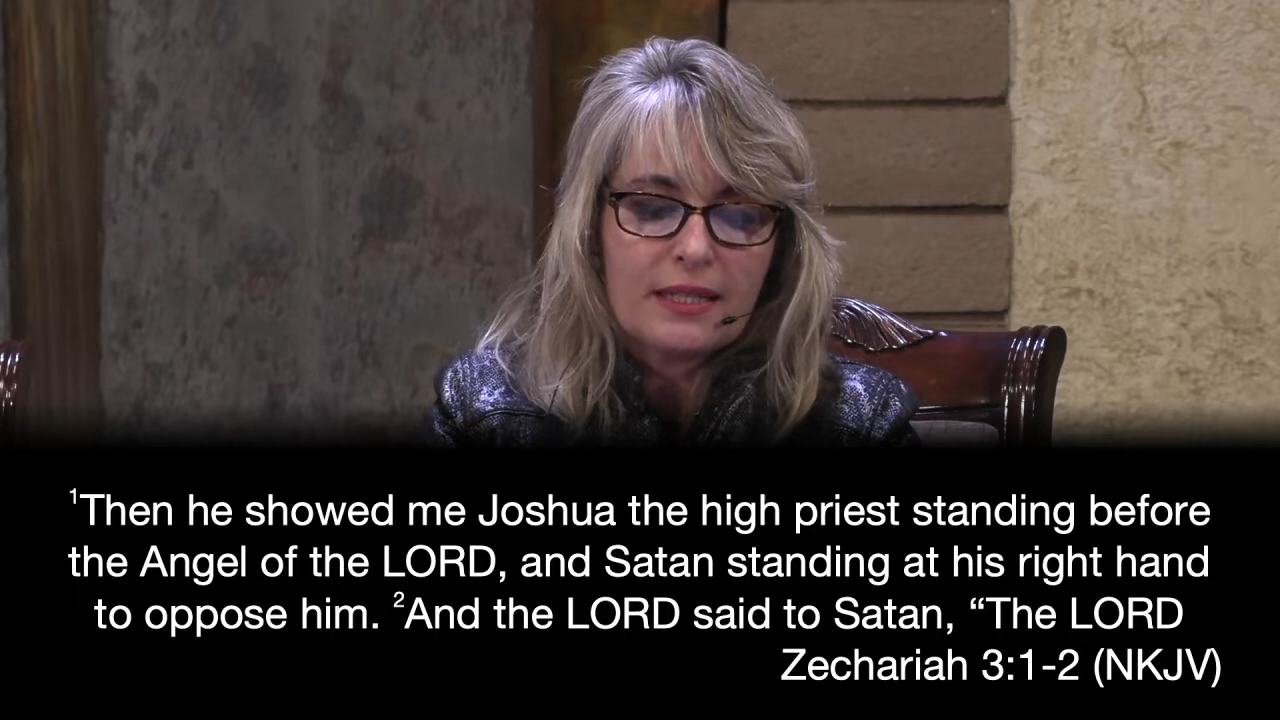 ¹Then he showed me Joshua the high priest standing before
the Angel of the LORD, and Satan standing at his right hand
to oppose him. ²And the LORD said to Satan, “The LORD
Zechariah 3:1-2 (NKJV)